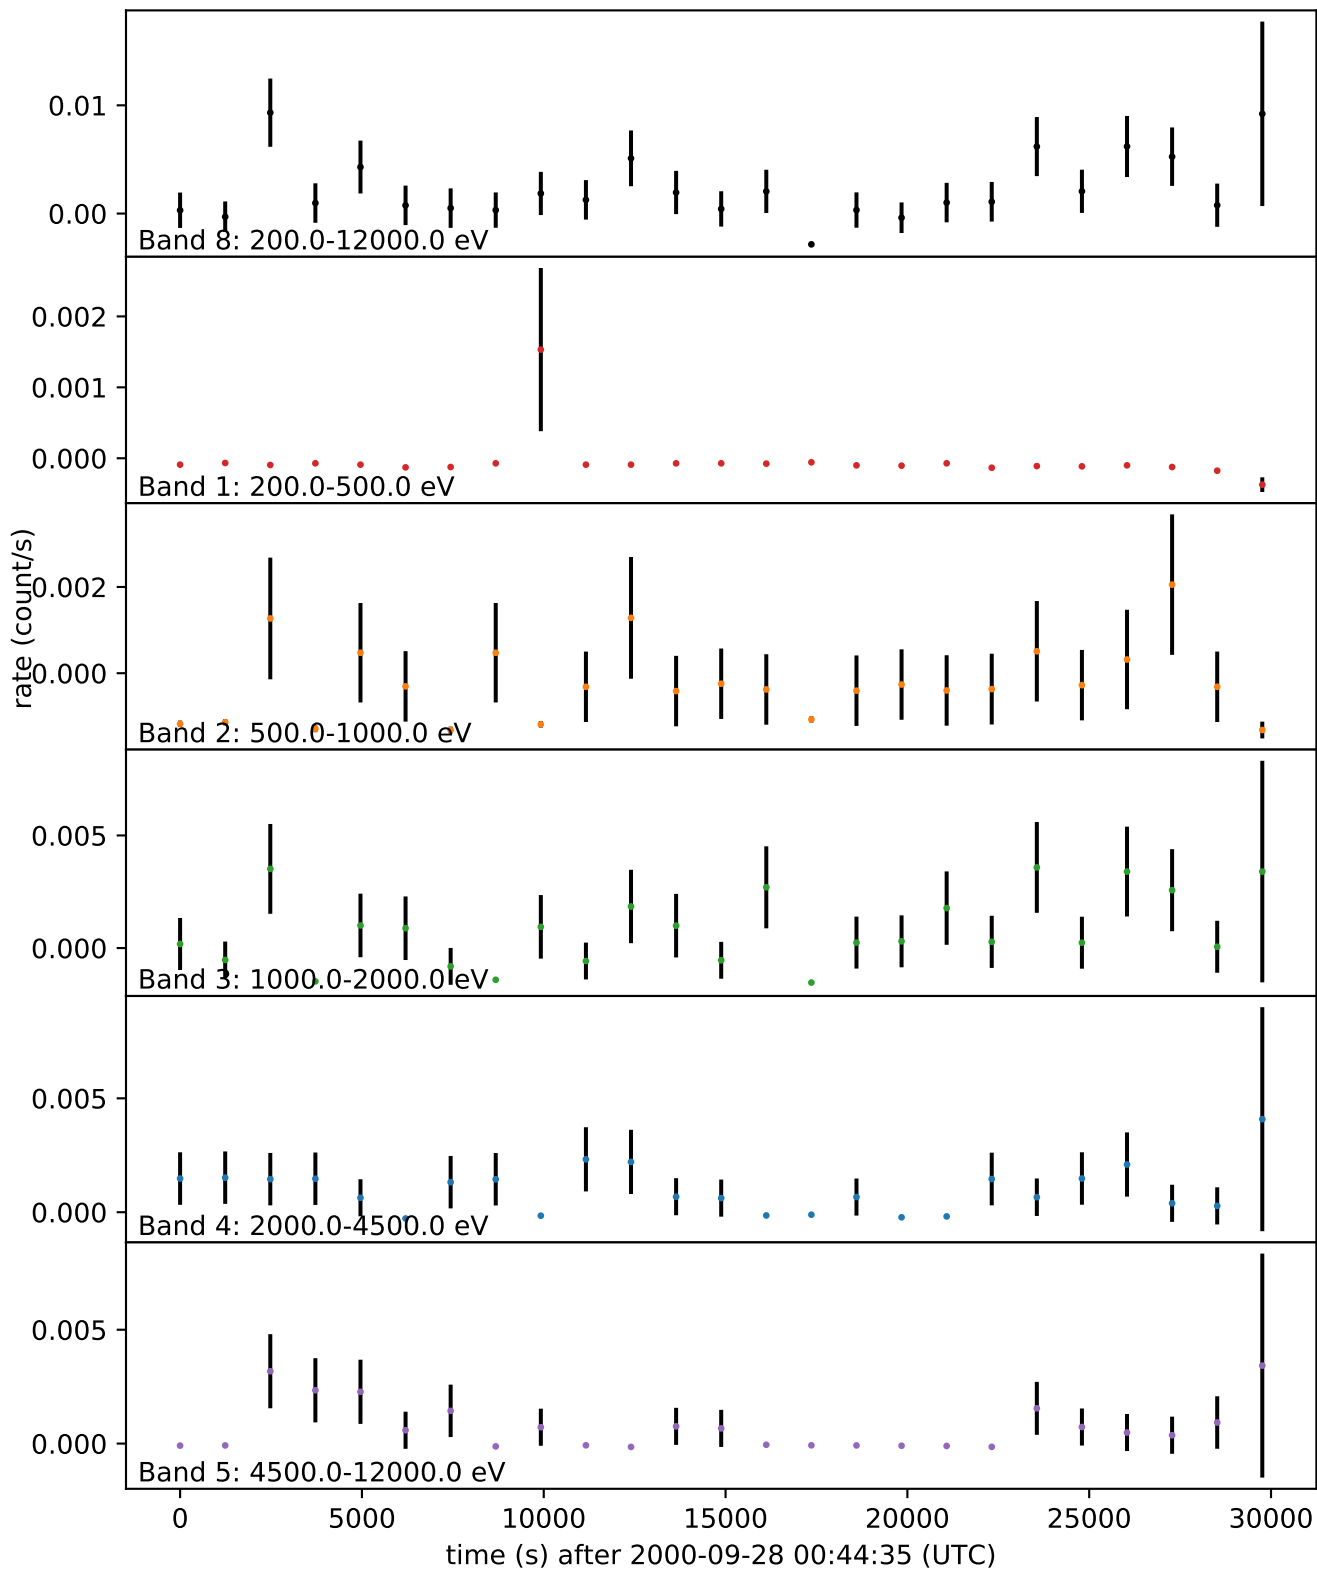 0.01
0.00
Band 8: 200.0-12000.0 eV
0.002
0.001
0.000
Band 1: 200.0-500.0 eV
rate (count/s)
0.002
0.000
Band 2: 500.0-1000.0 eV
0.005
0.000
Band 3: 1000.0-2000.0 eV
0.005
0.000
Band 4: 2000.0-4500.0 eV
0.005
0.000
Band 5: 4500.0-12000.0 eV
0 5000 10000 15000 20000 25000 30000
time (s) after 2000-09-28 00:44:35 (UTC)